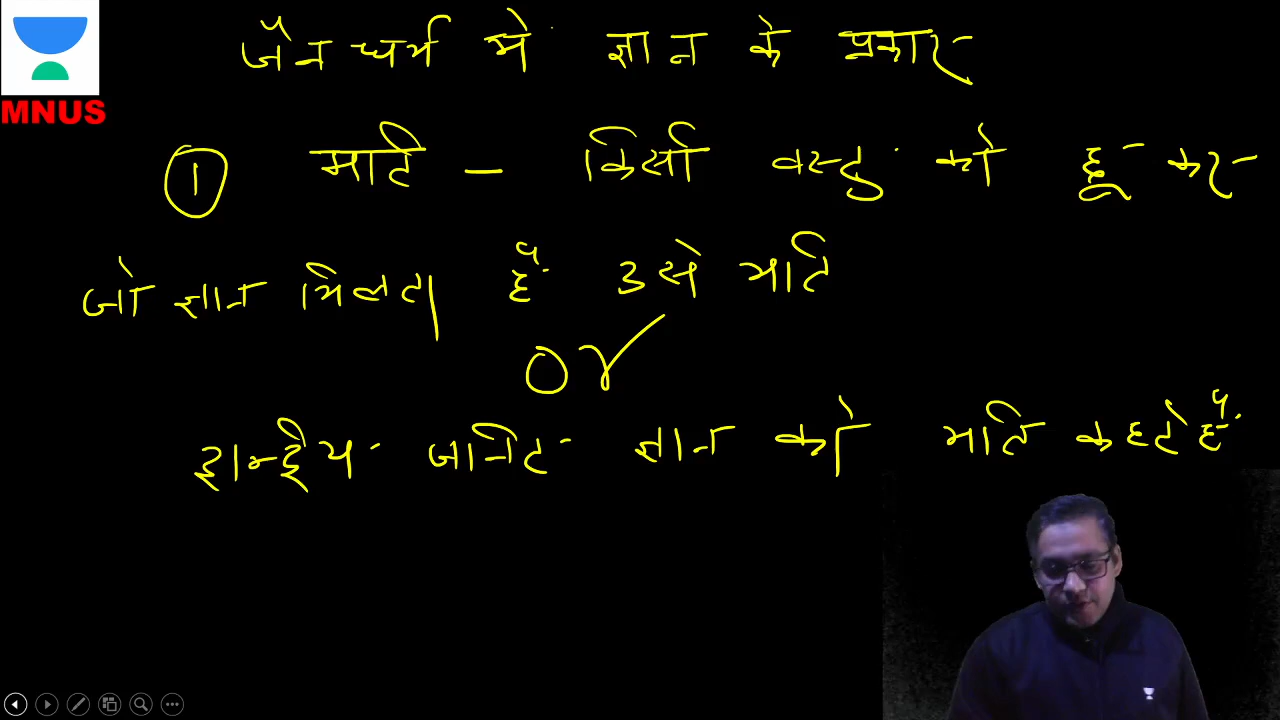 MNUS
जैन धर्म मे ज्ञान के प्रकार
① मति – किसी वस्तु को छू कर
जो ज्ञान मिलता हैं उसे मति
or
इन्द्रीय जनित ज्ञान को मति कहते हैं